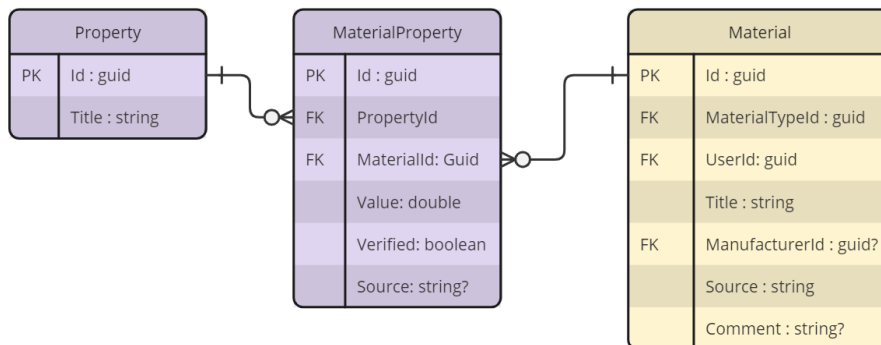 Property
PK Id : guid
Title : string
MaterialProperty
PK Id : guid
FK PropertyId
FK MaterialId: Guid
Value: double
Verified: boolean
Source: string?
Material
PK Id : guid
FK MaterialTypeId : guid
FK UserId: guid
Title : string
FK ManufacturerId : guid?
Source : string
Comment : string?